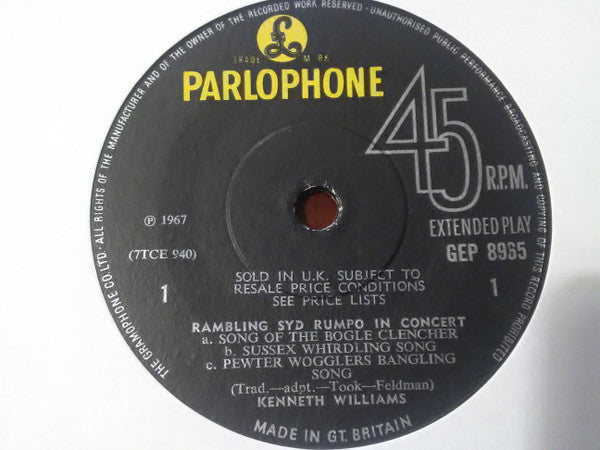 THE GRAMOPHONE CO. LTD. · ALL RIGHTS OF THE MANUFACTURER AND OF THE OWNER OF THE RECORDED WORK RESERVED · UNAUTHORISED PUBLIC PERFORMANCE BROADCASTING AND COPYING OF THIS RECORD PROHIBITED
£
TRADE MARK
PARLOPHONE
45 R.P.M.
EXTENDED PLAY
GEP 8965
℗ 1967
(7TCE 940)
1
1
SOLD IN U.K. SUBJECT TO
RESALE PRICE CONDITIONS
SEE PRICE LISTS
RAMBLING SYD RUMPO IN CONCERT
a. SONG OF THE BOGLE CLENCHER
b. SUSSEX WHIRDLING SONG
c. PEWTER WOGGLERS BANGLING
SONG
(Trad.—adpt.—Took—Feldman)
KENNETH WILLIAMS
MADE IN GT. BRITAIN